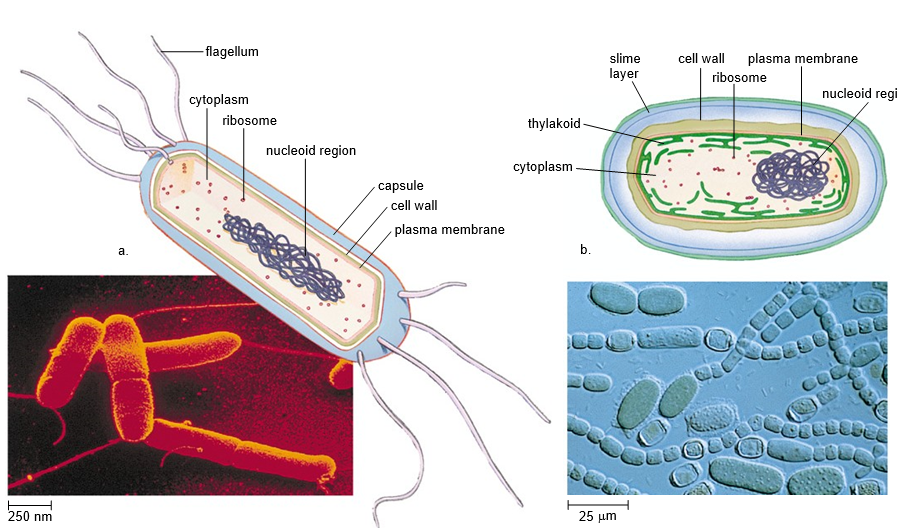 flagellum
cytoplasm
ribosome
nucleoid region
capsule
cell wall
plasma membrane
a.
250 nm
slime
layer
cell wall
plasma membrane
ribosome
nucleoid regi
thylakoid
cytoplasm
b.
25 µm